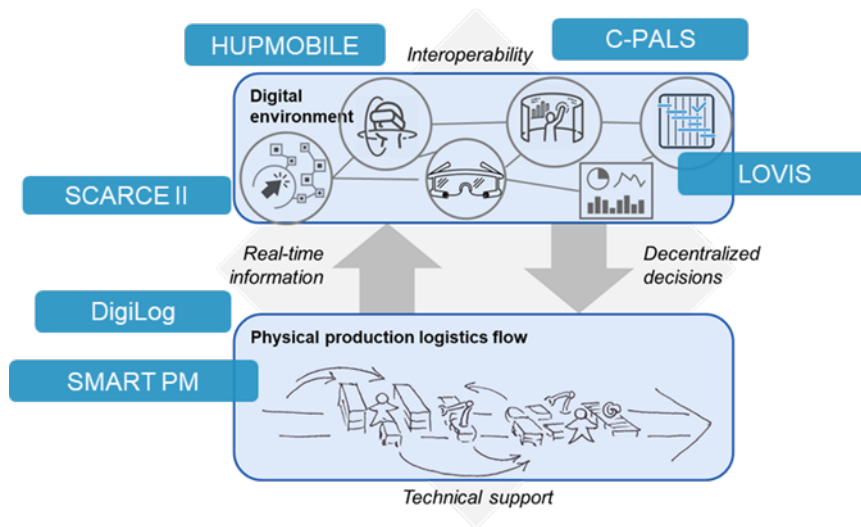 HUPMOBILE
C-PALS
Interoperability
Digital
environment
SCARCE II
LOVIS
Real-time
information
Decentralized
decisions
DigiLog
Physical production logistics flow
SMART PM
Technical support